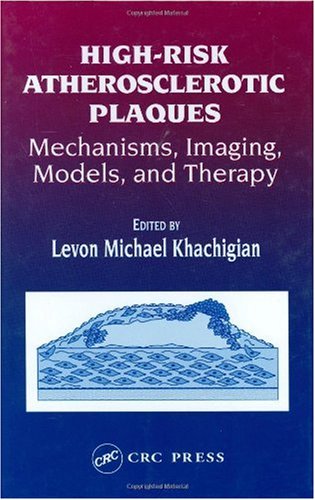 HIGH-RISK
ATHEROSCLEROTIC
PLAQUES
Mechanisms, Imaging,
Models, and Therapy
EDITED BY
Levon Michael Khachigian
CRC
CRC PRESS